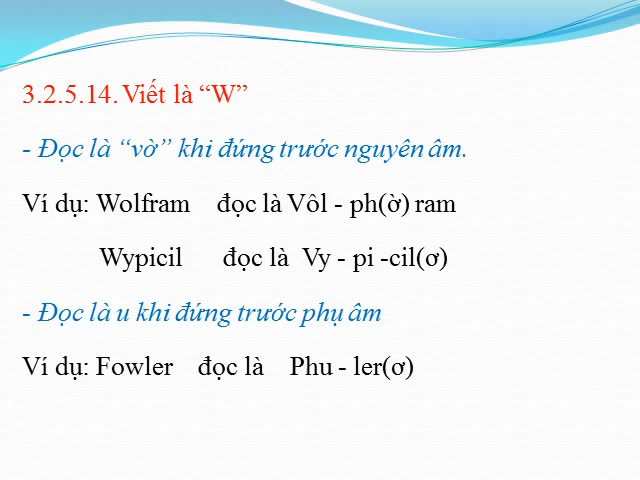 3.2.5.14. Viết là “W”
- Đọc là “vờ” khi đứng trước nguyên âm.
Ví dụ: Wolfram đọc là Vôl - ph(ờ) ram
Wypicil đọc là Vy - pi -cil(ơ)
- Đọc là u khi đứng trước phụ âm
Ví dụ: Fowler đọc là Phu - ler(ơ)